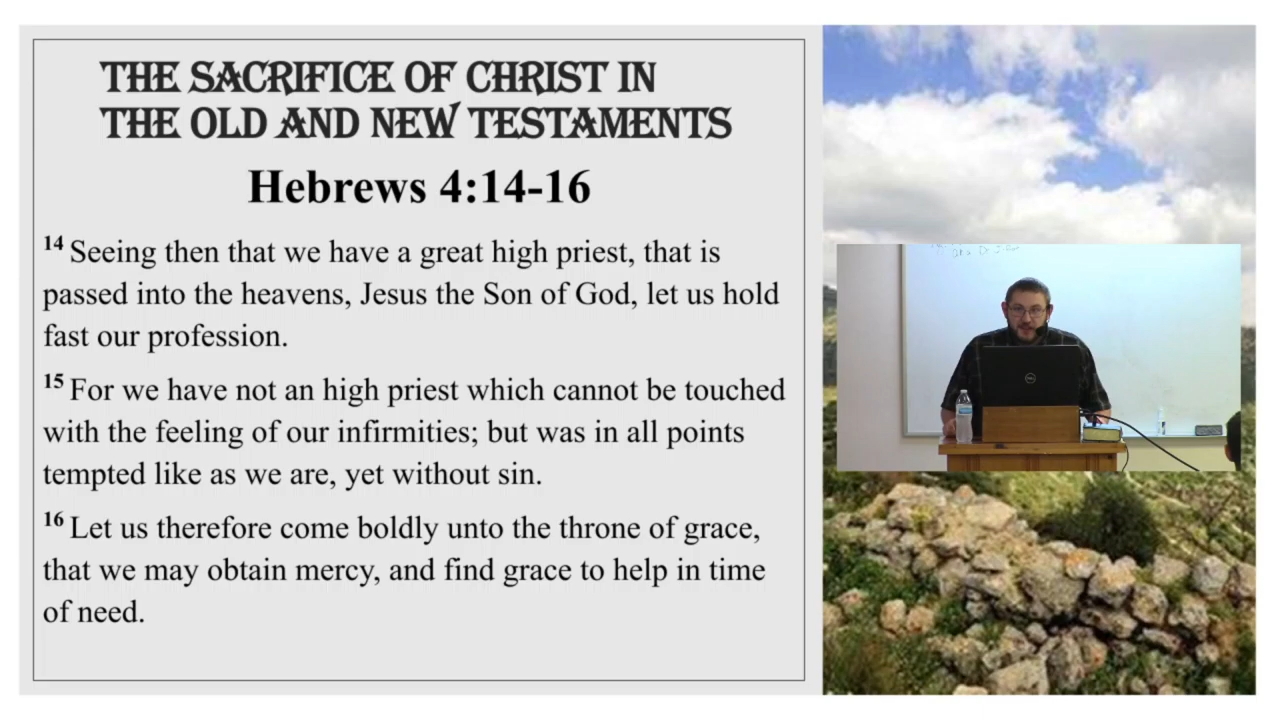 THE SACRIFICE OF CHRIST IN
THE OLD AND NEW TESTAMENTS
Hebrews 4:14-16
14 Seeing then that we have a great high priest, that is
passed into the heavens, Jesus the Son of God, let us hold
fast our profession.
15 For we have not an high priest which cannot be touched
with the feeling of our infirmities; but was in all points
tempted like as we are, yet without sin.
16 Let us therefore come boldly unto the throne of grace,
that we may obtain mercy, and find grace to help in time
of need.